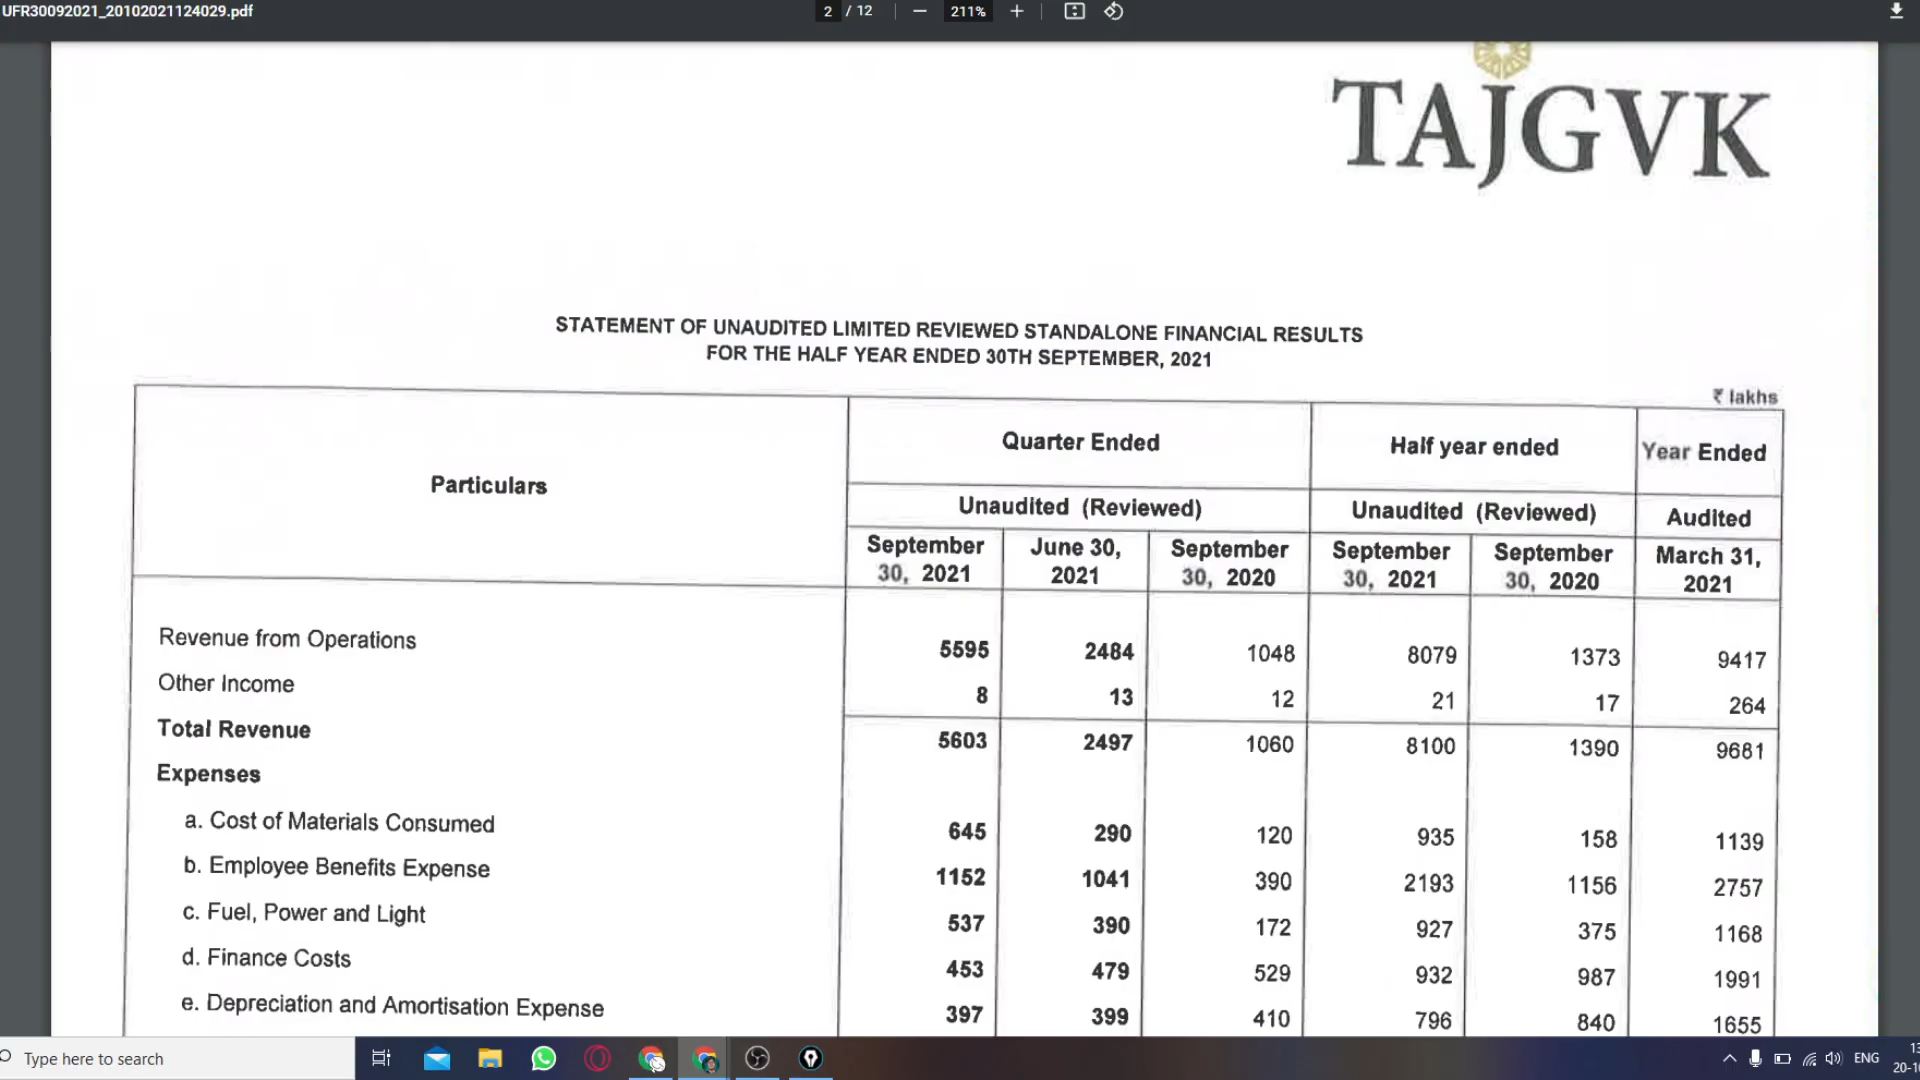 UFR30092021_20102021124029.pdf
2 / 12
211%
TAJGVK
STATEMENT OF UNAUDITED LIMITED REVIEWED STANDALONE FINANCIAL RESULTS
FOR THE HALF YEAR ENDED 30TH SEPTEMBER, 2021
₹ lakhs
Particulars
Quarter Ended Half year ended Year Ended
Unaudited (Reviewed) Unaudited (Reviewed) Audited
September 30, 2021 June 30, 2021 September 30, 2020 September 30, 2021 September 30, 2020 March 31, 2021
Revenue from Operations 5595 2484 1048 8079 1373 9417
Other Income 8 13 12 21 17 264
Total Revenue 5603 2497 1060 8100 1390 9681
Expenses
a. Cost of Materials Consumed 645 290 120 935 158 1139
b. Employee Benefits Expense 1152 1041 390 2193 1156 2757
c. Fuel, Power and Light 537 390 172 927 375 1168
d. Finance Costs 453 479 529 932 987 1991
e. Depreciation and Amortisation Expense 397 399 410 796 840 1655
Type here to search
ENG